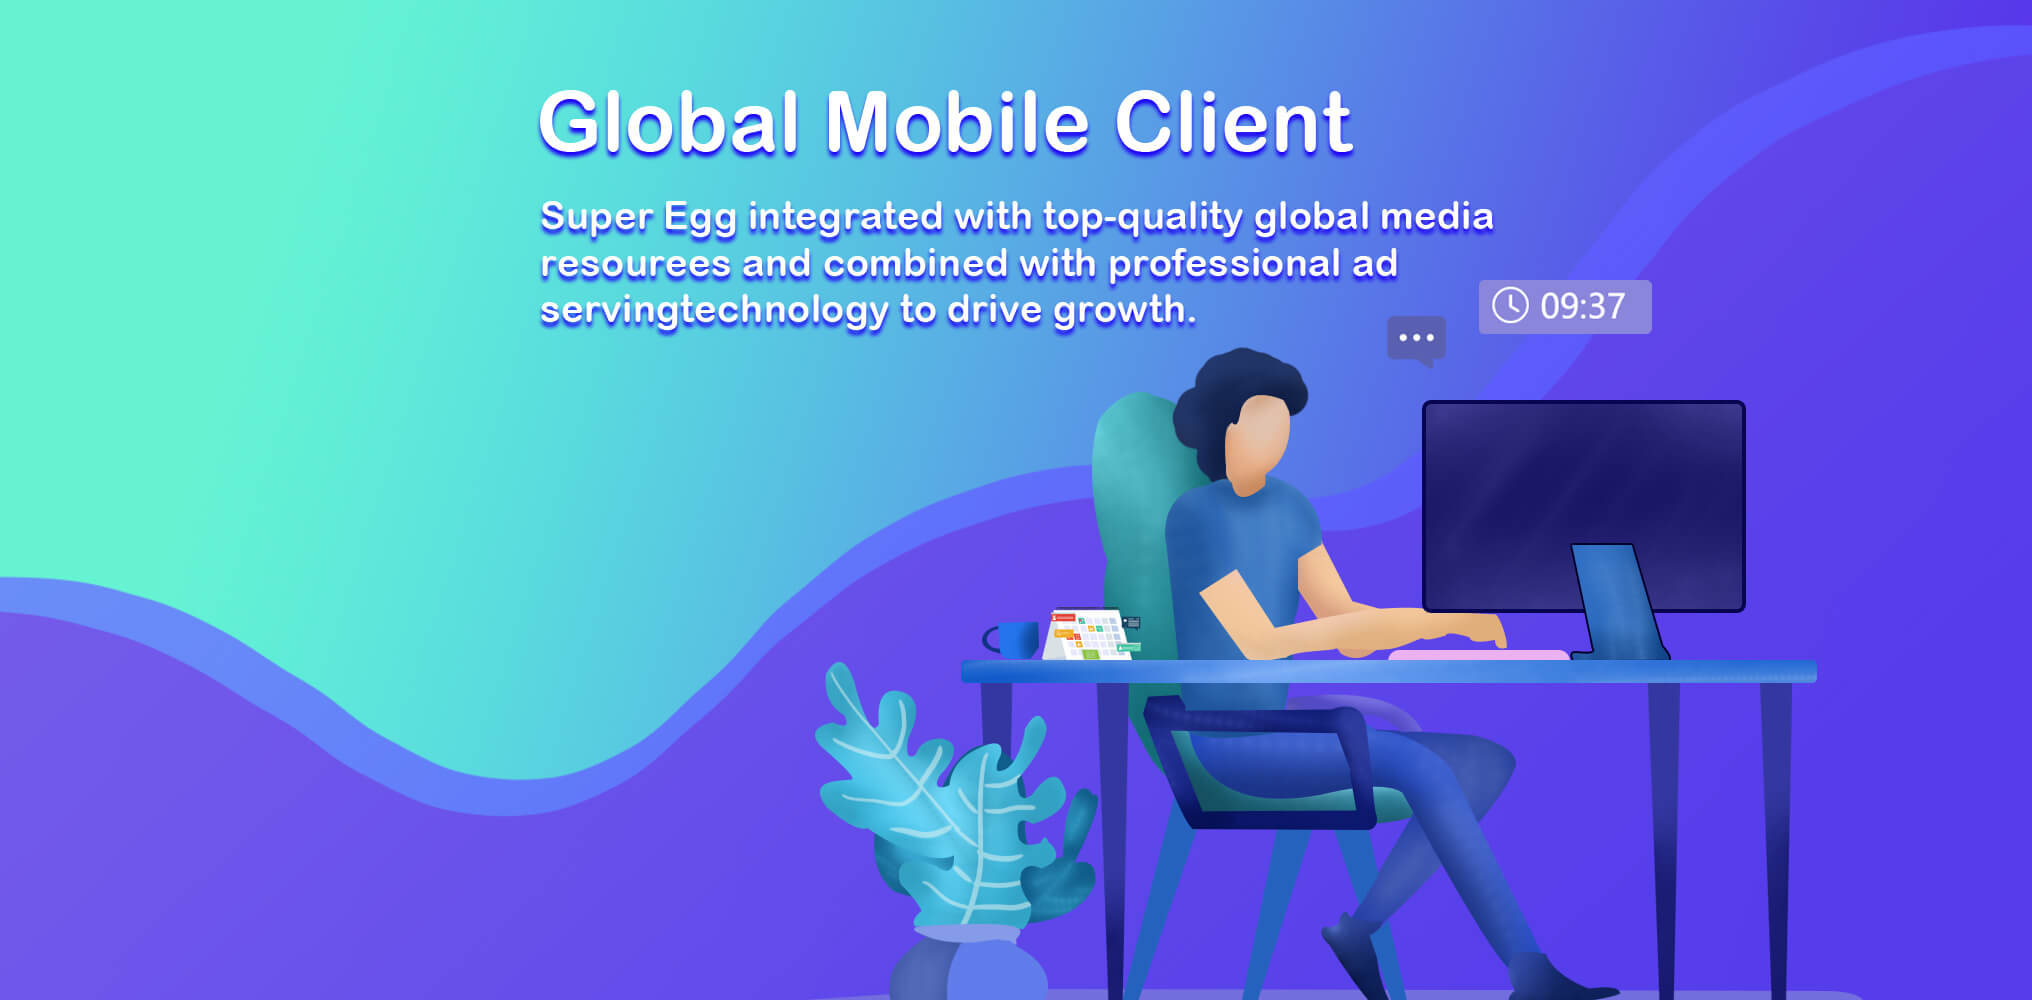 Global Mobile Client
Super Egg integrated with top-quality global media
resourees and combined with professional ad
servingtechnology to drive growth.
09:37